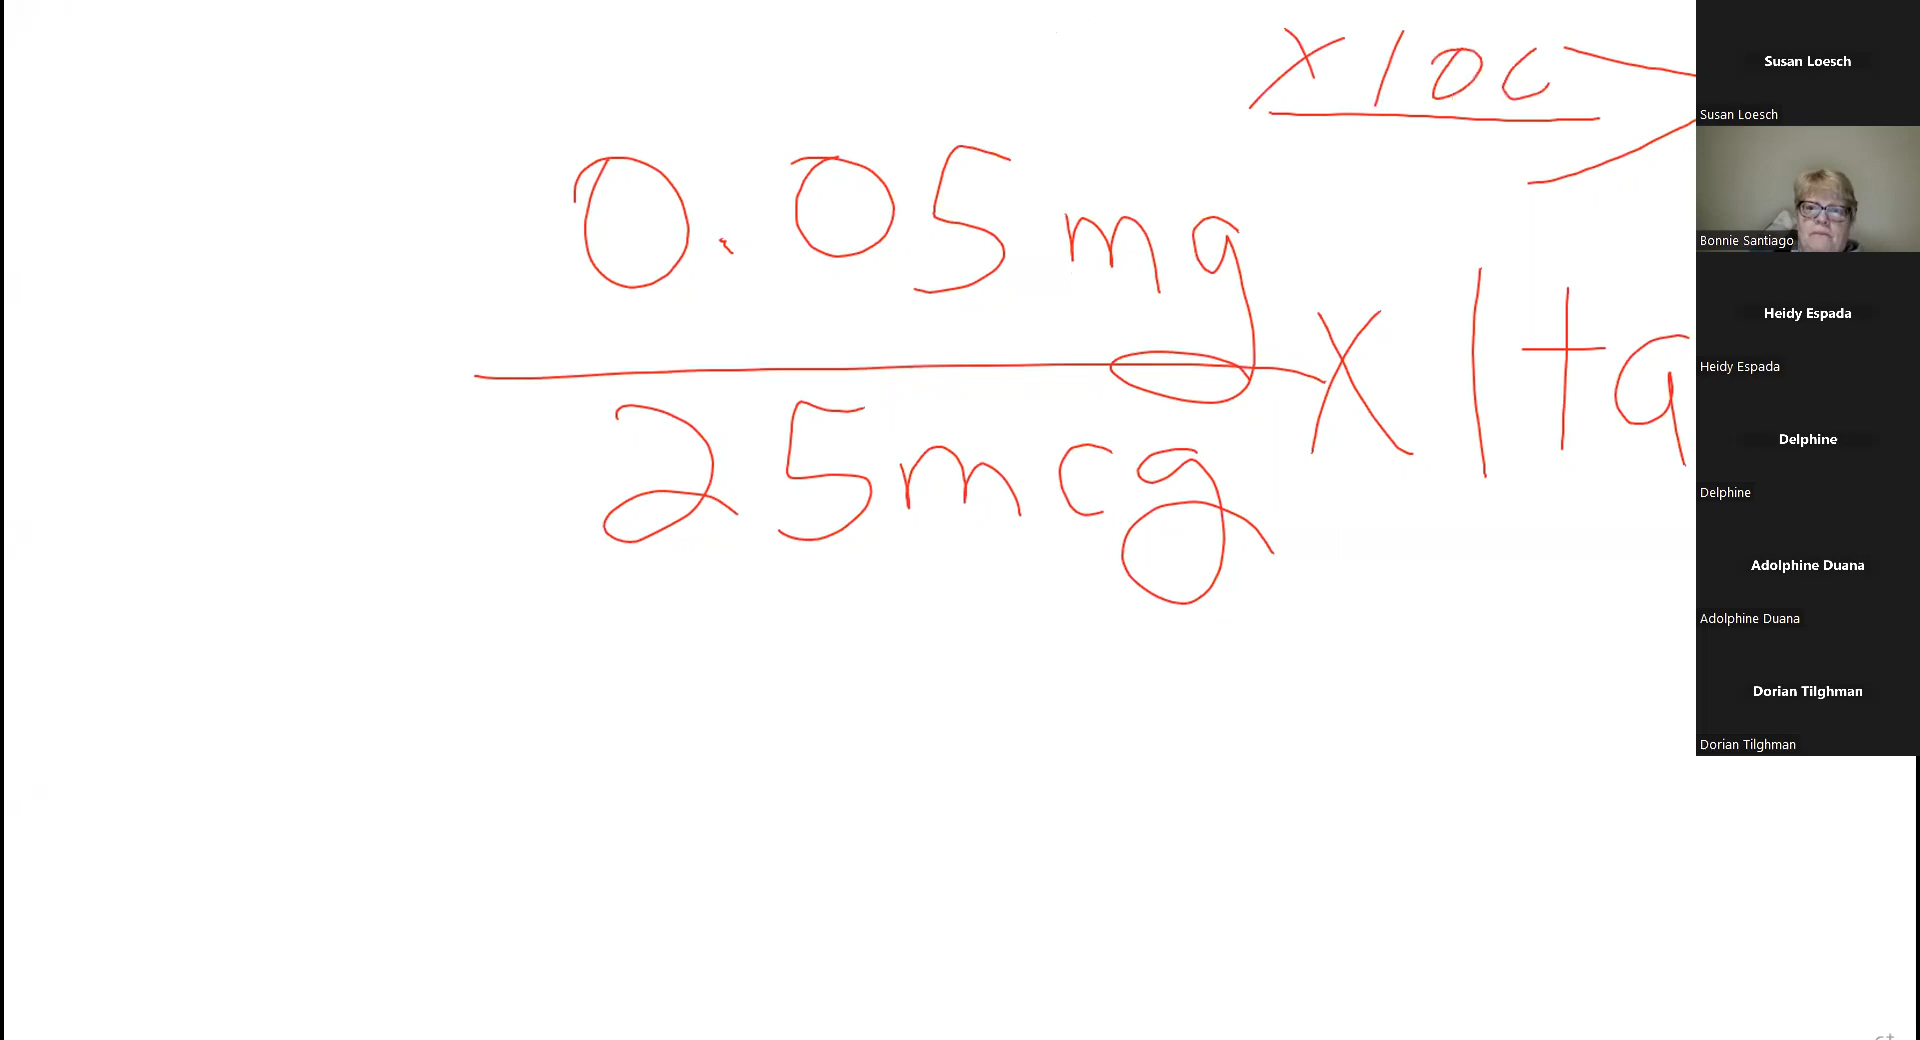 x 100
0.05 mg
x 1 ta
25 mcg
Susan Loesch
Susan Loesch
Bonnie Santiago
Heidy Espada
Heidy Espada
Delphine
Delphine
Adolphine Duana
Adolphine Duana
Dorian Tilghman
Dorian Tilghman